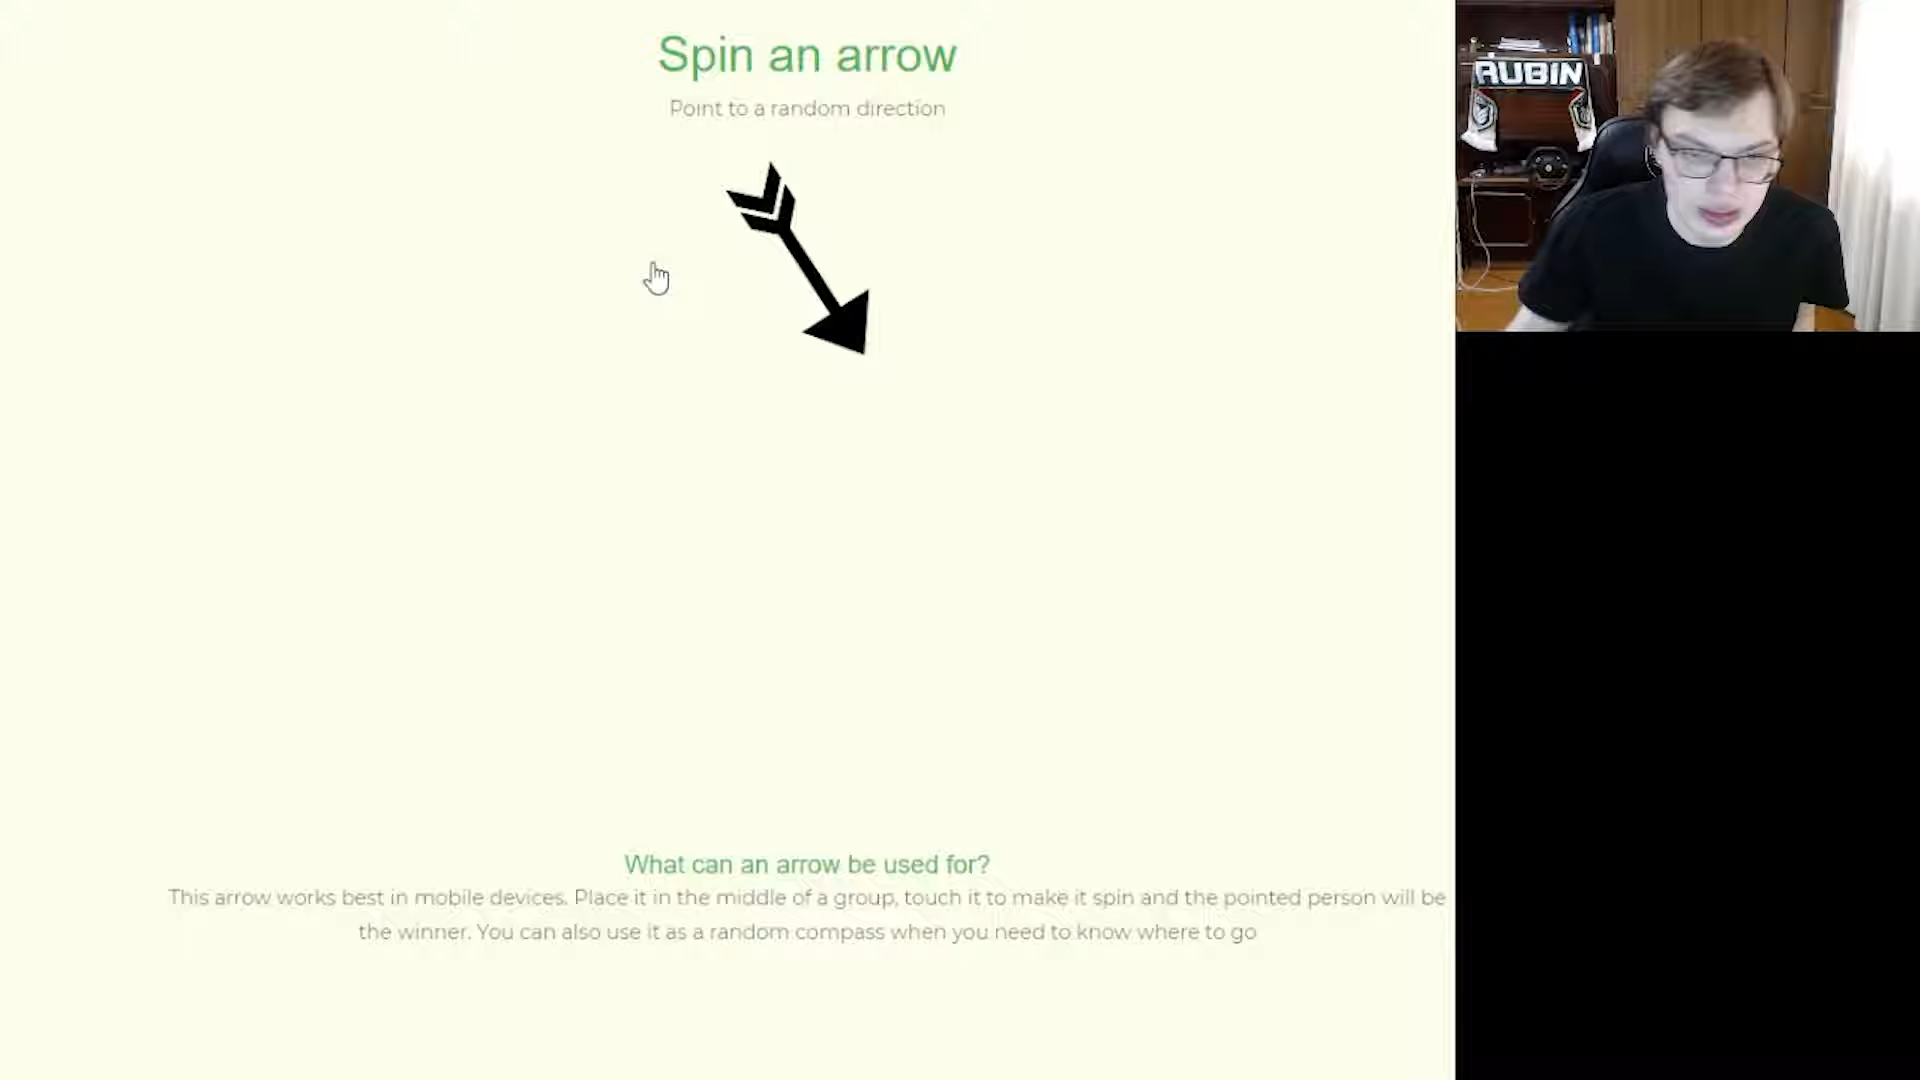 Spin an arrow
Point to a random direction
RUBIN
What can an arrow be used for?
This arrow works best in mobile devices. Place it in the middle of a group, touch it to make it spin and the pointed person will be
the winner. You can also use it as a random compass when you need to know where to go